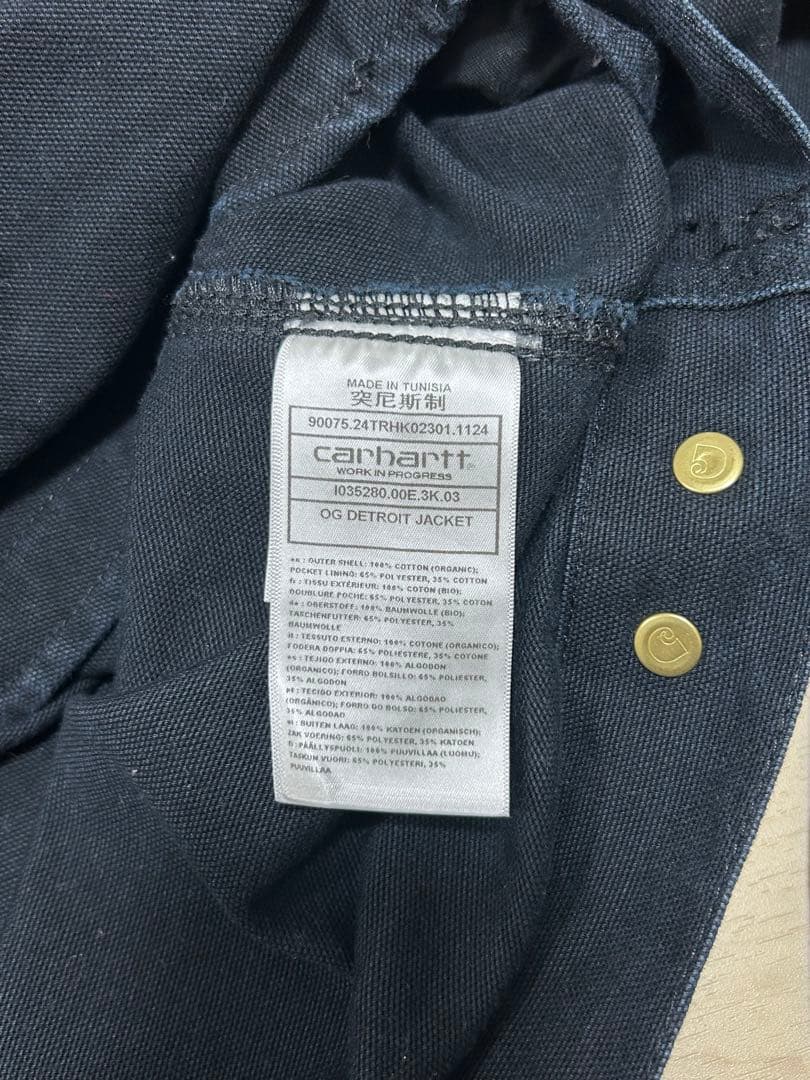 MADE IN TUNISIA
突尼斯制
90075.24TRHK02301.1124
carhartt
WORK IN PROGRESS
I035280.00E.3K.03
OG DETROIT JACKET
en : OUTER SHELL: 100% COTTON (ORGANIC);
POCKET LINING: 65% POLYESTER, 35% COTTON
fr : TISSU EXTÉRIEUR: 100% COTON (BIO);
DOUBLURE POCHE: 65% POLYESTER, 35% COTON
de : OBERSTOFF: 100% BAUMWOLLE (BIO);
TASCHENFUTTER: 65% POLYESTER, 35%
BAUMWOLLE
it : TESSUTO ESTERNO: 100% COTONE (ORGANICO);
FODERA DOPPIA: 65% POLIESTERE, 35% COTONE
es : TEJIDO EXTERNO: 100% ALGODON
(ORGANICO); FORRO BOLSILLO: 65% POLIESTER,
35% ALGODON
pt : TECIDO EXTERIOR: 100% ALGODAO
(ORGÂNICO); FORRO DO BOLSO: 65% POLIESTER,
35% ALGODAO
nl : BUITEN LAAG: 100% KATOEN (ORGANISCH);
ZAK VOERING: 65% POLYESTER, 35% KATOEN
fi : PÄÄLLYSPUOLI: 100% PUUVILLAA (LUOMU);
TASKUN VUORI: 65% POLYESTERI, 35%
PUUVILLAA
5